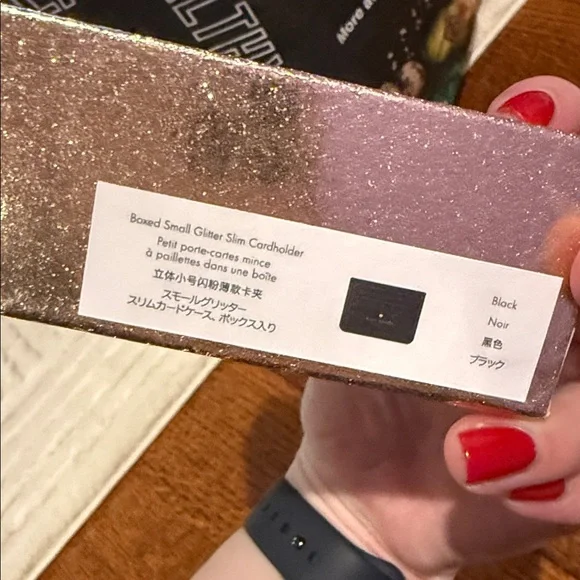 More
Boxed Small Glitter Slim Cardholder
Petit porte-cartes mince
à paillettes dans une boîte
立体小号闪粉薄款卡夹
スモールグリッター
スリムカードケース、ボックス入り
Black
Noir
黑色
ブラック